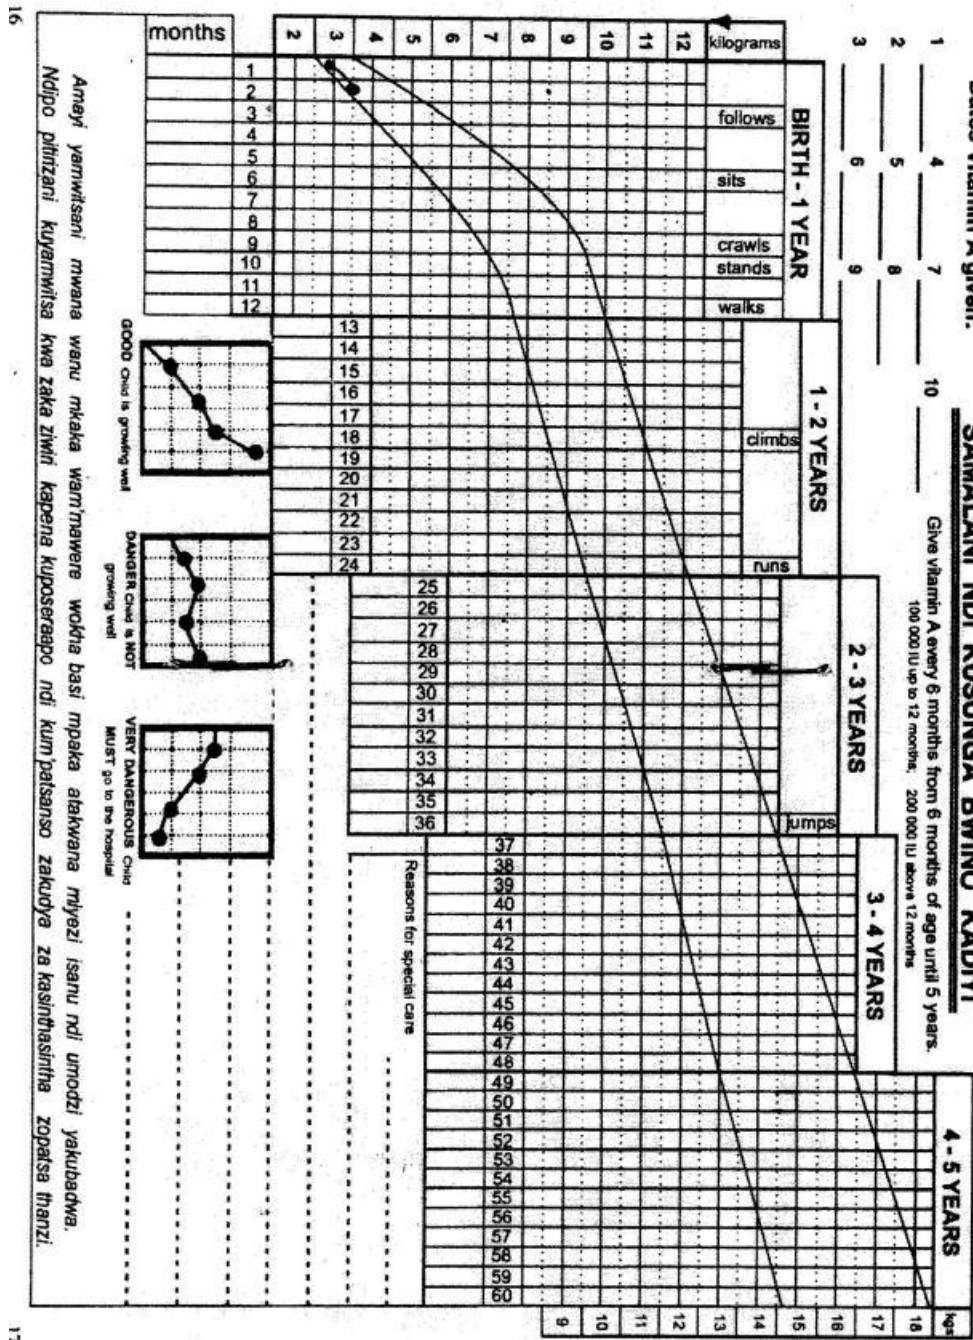 SAMALANI NDI KUSUNGA BWINO KADIYI
vitamin A given:
1 4 7 10
2 5 8
3 6 9
Give vitamin A every 6 months from 6 months of age until 5 years.
100 000 IU up to 12 months, 200 000 IU above 12 months
4 - 5 YEARS
3 - 4 YEARS
2 - 3 YEARS
1 - 2 YEARS
BIRTH - 1 YEAR
kgs
18
17
16
15
14
13
12
11
10
9
kilograms
12
11
10
9
8
7
6
5
4
3
2
follows
sits
crawls
stands
walks
climbs
runs
jumps
months
1 2 3 4 5 6 7 8 9 10 11 12
13 14 15 16 17 18 19 20 21 22 23 24
25 26 27 28 29 30 31 32 33 34 35 36
37 38 39 40 41 42 43 44 45 46 47 48
49 50 51 52 53 54 55 56 57 58 59 60
Reasons for special care
GOOD Child is growing well
DANGER Child is NOT
growing well
VERY DANGEROUS Child
MUST go to the hospital
Amayi yamwitsani mwana wanu mkaka wam'mawere wokha basi mpaka atakwana miyezi isanu ndi umodzi yakubadwa.
Ndipo pitirizani kuyamwitsa kwa zaka ziwiri kapena kuposeraapo ndi kum'patsanso zakudya za kasinthasintha zopatsa thanzi.
16